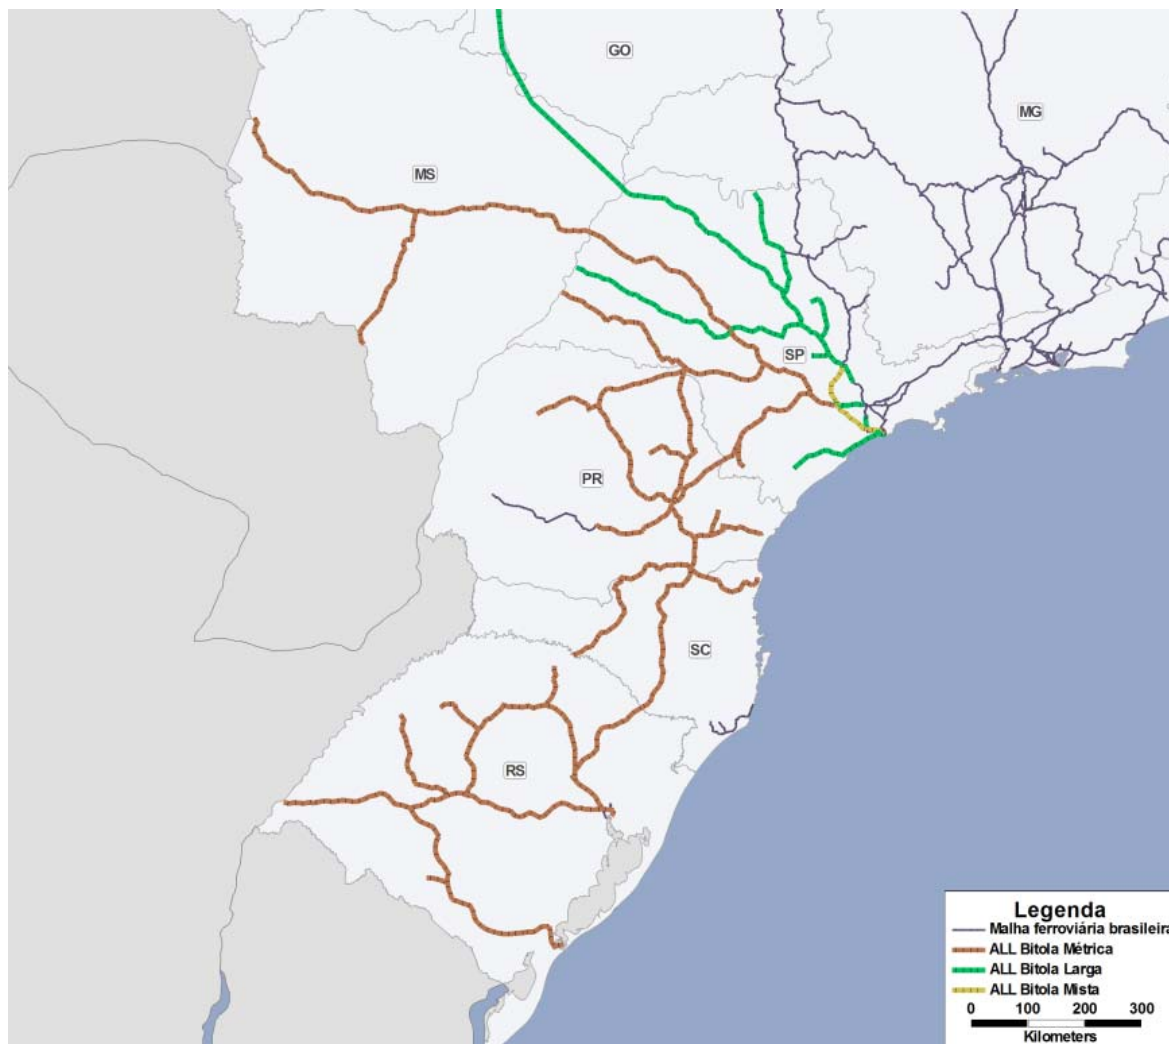 GO
MG
MS
SP
PR
SC
RS
Legenda
Malha ferroviária brasileira
ALL Bitola Métrica
ALL Bitola Larga
ALL Bitola Mista
0 100 200 300
Kilometers